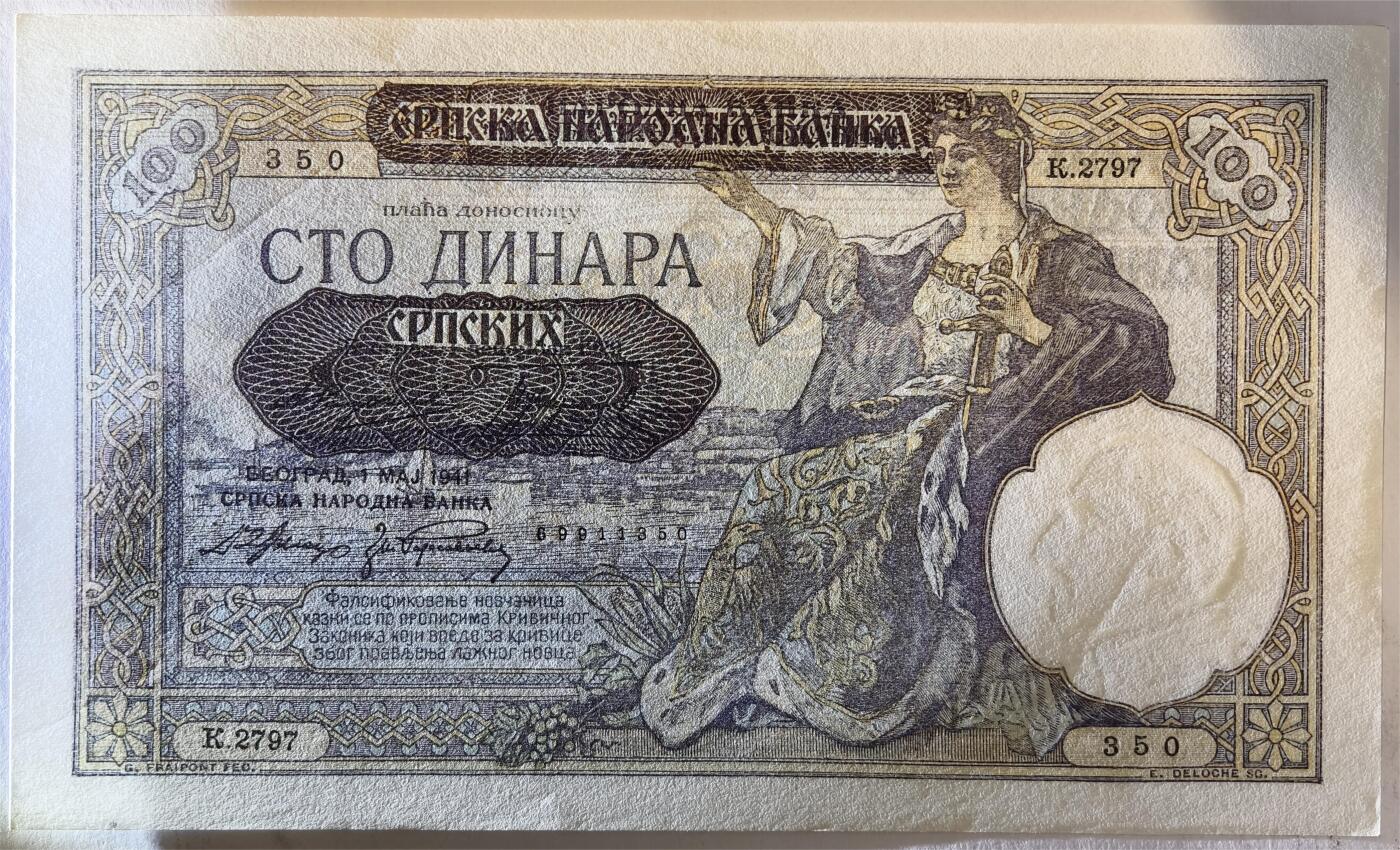 СРПСКА НАРОДНА БАНКА
100
350
К.2797
100
плаћа доносиоцу
СТО ДИНАРА
СРПСКИХ
БЕОГРАД, 1 МАЈ 1941
СРПСКА НАРОДНА БАНКА
69911350
Фалсификовање новчаница
казни се по прописима Кривичног
Законика који вреде за кривице
због прављења лажног новца
К.2797
350
G. FRAIPONT FEC.
E. DELOCHE SC.